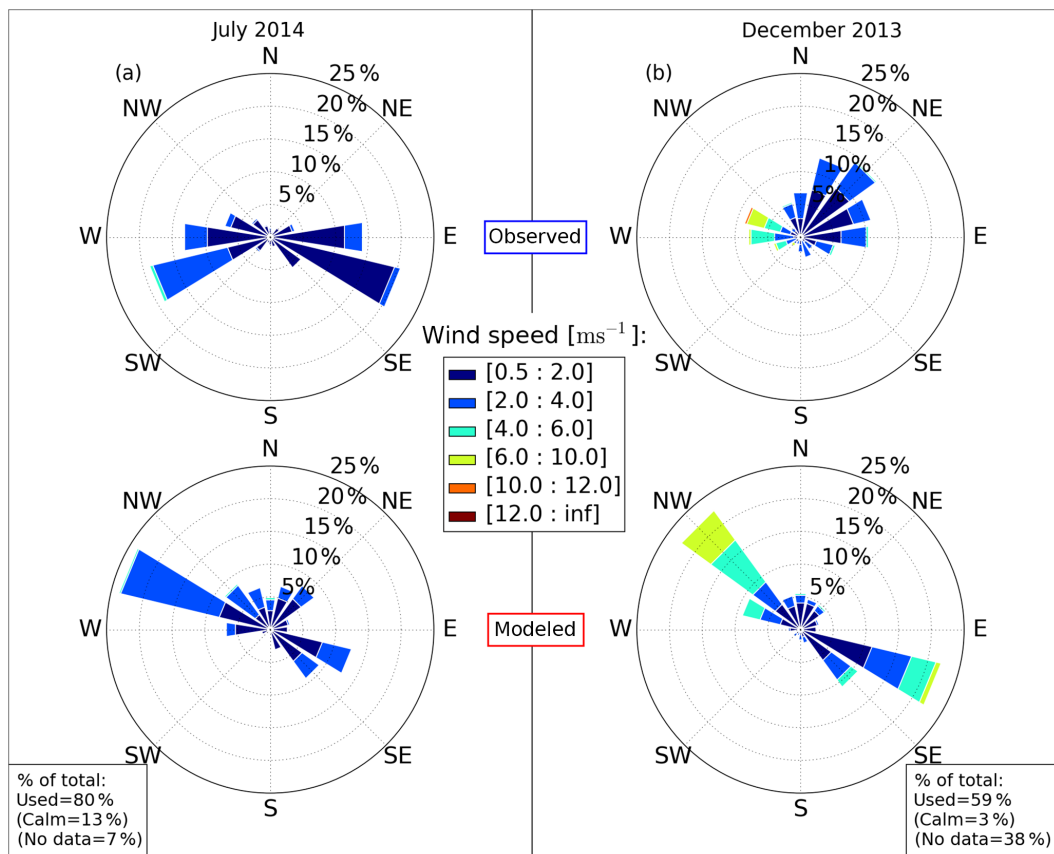 July 2014
December 2013
(a)
N
25 %
20 %
15 %
10 %
5 %
NW
NE
W
E
SW
SE
S
(b)
N
25 %
20 %
15 %
10 %
5 %
NW
NE
W
E
SW
SE
S
Observed
Wind speed [ms⁻¹]:
[0.5 : 2.0]
[2.0 : 4.0]
[4.0 : 6.0]
[6.0 : 10.0]
[10.0 : 12.0]
[12.0 : inf]
N
25 %
20 %
15 %
10 %
5 %
NW
NE
W
E
SW
SE
S
Modeled
N
25 %
20 %
15 %
10 %
5 %
NW
NE
W
E
SW
SE
S
% of total:
Used=80 %
(Calm=13 %)
(No data=7 %)
% of total:
Used=59 %
(Calm=3 %)
(No data=38 %)